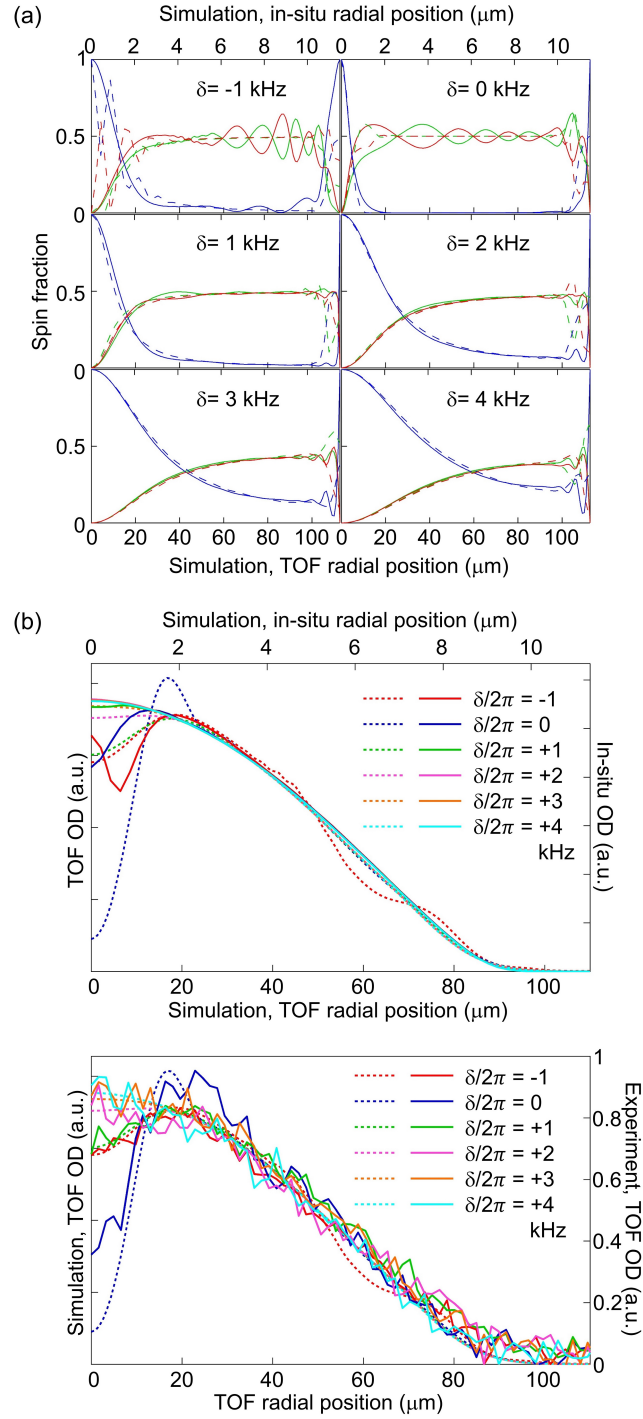 (a)
Simulation, in-situ radial position (μm)
0 2 4 6 8 10 0 2 4 6 8 10
1
δ= -1 kHz δ= 0 kHz
0.5
0
δ= 1 kHz δ= 2 kHz
Spin fraction
0.5
0
δ= 3 kHz δ= 4 kHz
0.5
0
0 20 40 60 80 100 0 20 40 60 80 100
Simulation, TOF radial position (μm)
(b)
Simulation, in-situ radial position (μm)
0 2 4 6 8 10
δ/2π = -1
δ/2π = 0
δ/2π = +1
δ/2π = +2
δ/2π = +3
δ/2π = +4
kHz
TOF OD (a.u.)
In-situ OD (a.u.)
0 20 40 60 80 100
Simulation, TOF radial position (μm)
δ/2π = -1
δ/2π = 0
δ/2π = +1
δ/2π = +2
δ/2π = +3
δ/2π = +4
kHz
Simulation, TOF OD (a.u.)
1
0.8
0.6
0.4
0.2
0
Experiment, TOF OD (a.u.)
0 20 40 60 80 100
TOF radial position (μm)